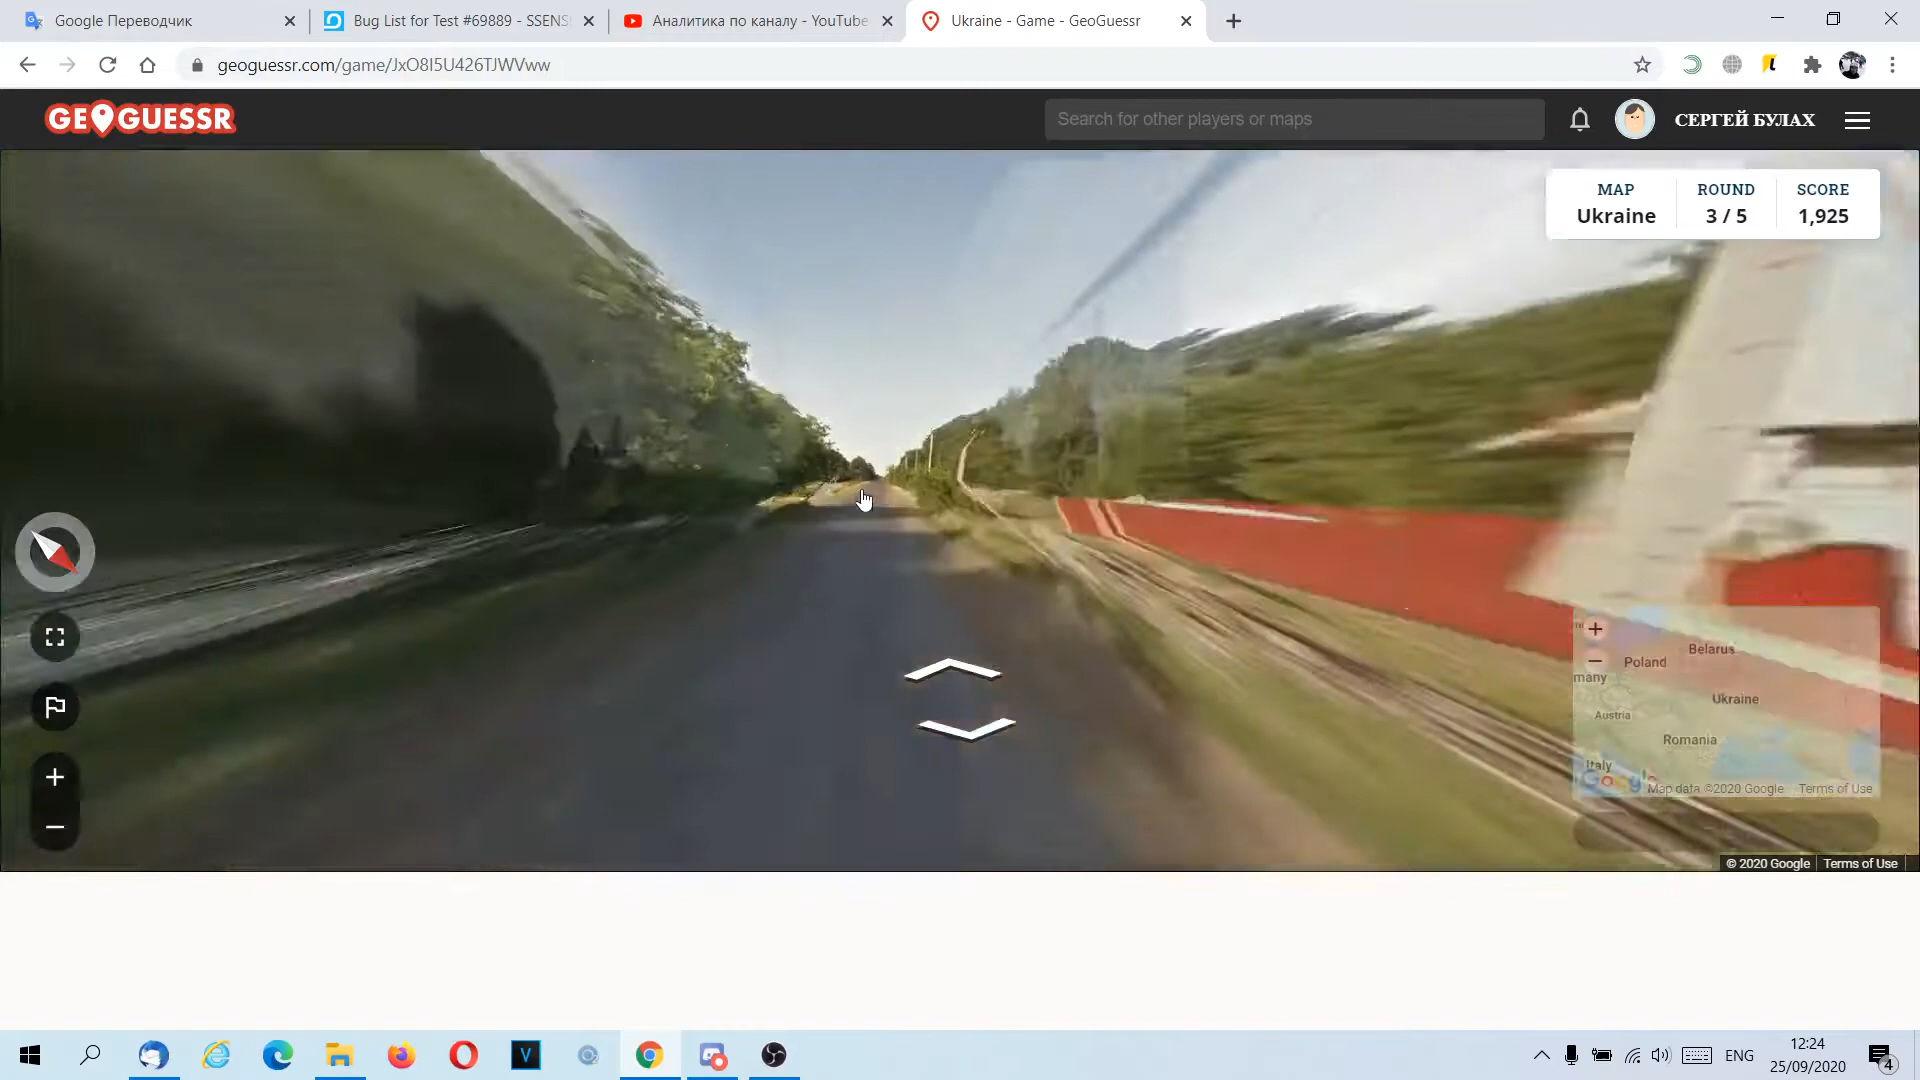 Google Переводчик
Bug List for Test #69889 - SSENS
Аналитика по каналу - YouTube
Ukraine - Game - GeoGuessr
geoguessr.com/game/JxO8I5U426TJWVww
GEOGUESSR
Search for other players or maps
СЕРГЕЙ БУЛАХ
MAP
ROUND
SCORE
Ukraine
3 / 5
1,925
Belarus
Poland
many
Ukraine
Austria
Romania
Italy
Google
Map data ©2020 Google
Terms of Use
© 2020 Google
Terms of Use
12:24
ENG
25/09/2020
4